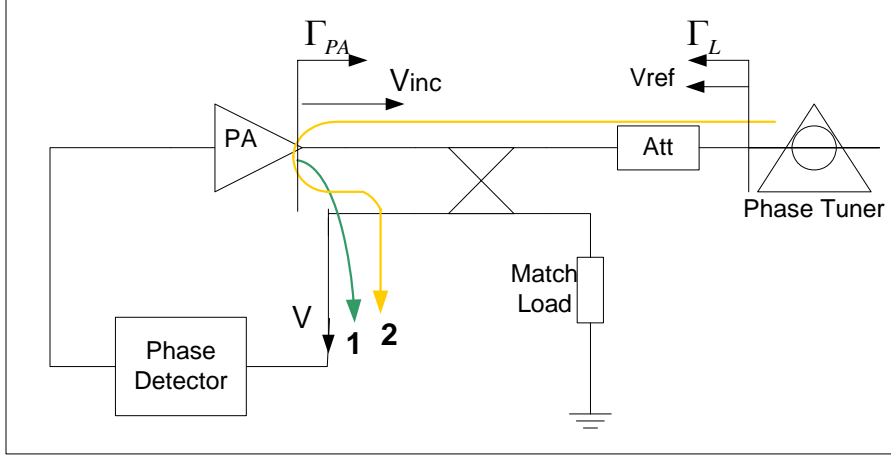 Γ_PA
Γ_L
Vinc
Vref
PA
Att
Phase Tuner
Match
Load
V
1
2
Phase
Detector